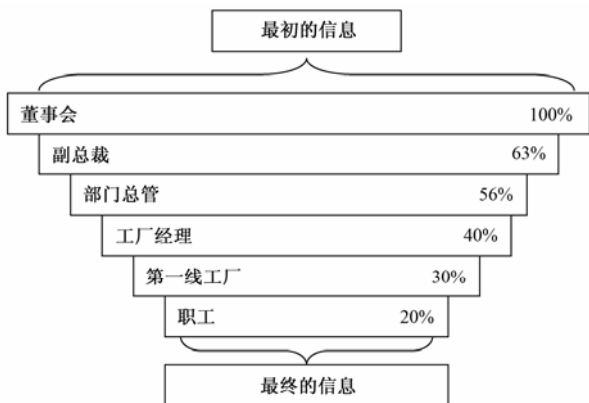 最初的信息
董事会 100%
副总裁 63%
部门总管 56%
工厂经理 40%
第一线工厂 30%
职工 20%
最终的信息